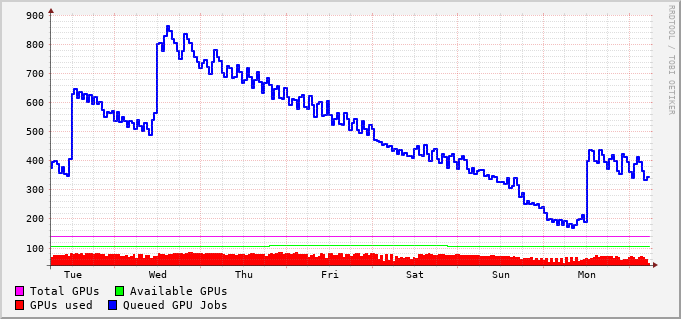 900
800
700
600
500
400
300
200
100
Tue Wed Thu Fri Sat Sun Mon
Total GPUs Available GPUs
GPUs used Queued GPU Jobs
RRDTOOL / TOBI OETIKER